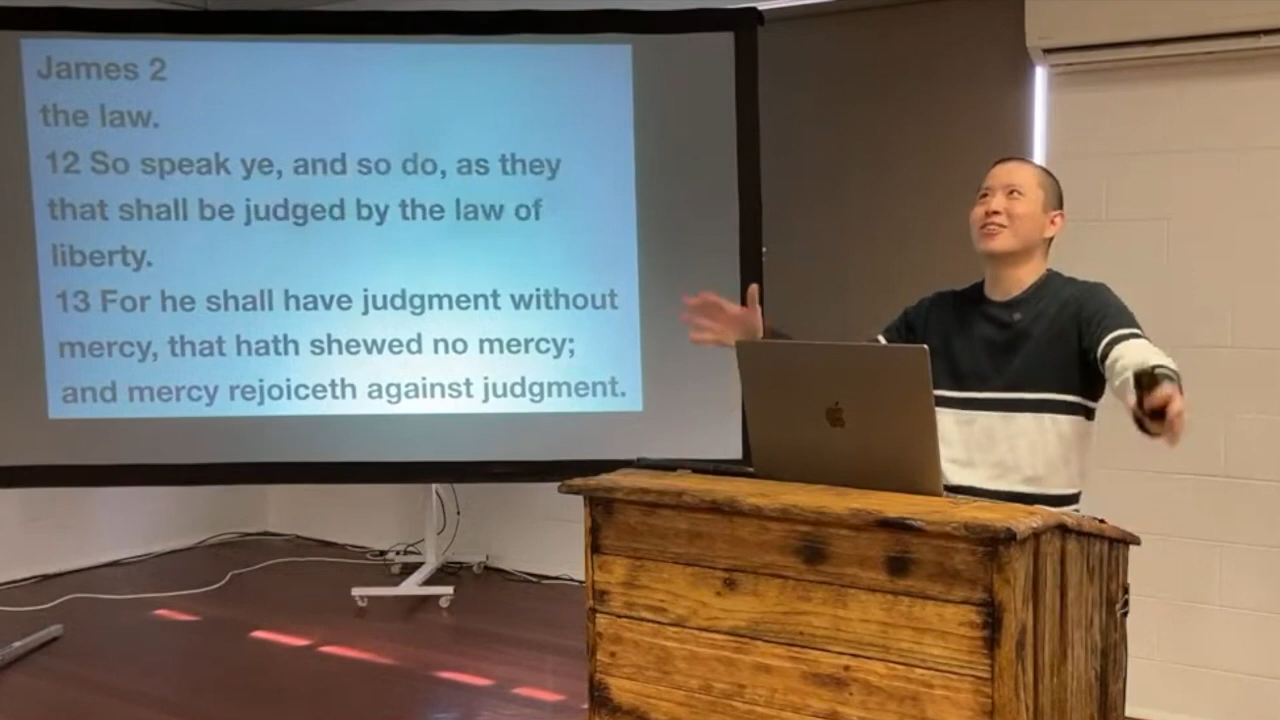 James 2
the law.
12 So speak ye, and so do, as they
that shall be judged by the law of
liberty.
13 For he shall have judgment without
mercy, that hath shewed no mercy;
and mercy rejoiceth against judgment.